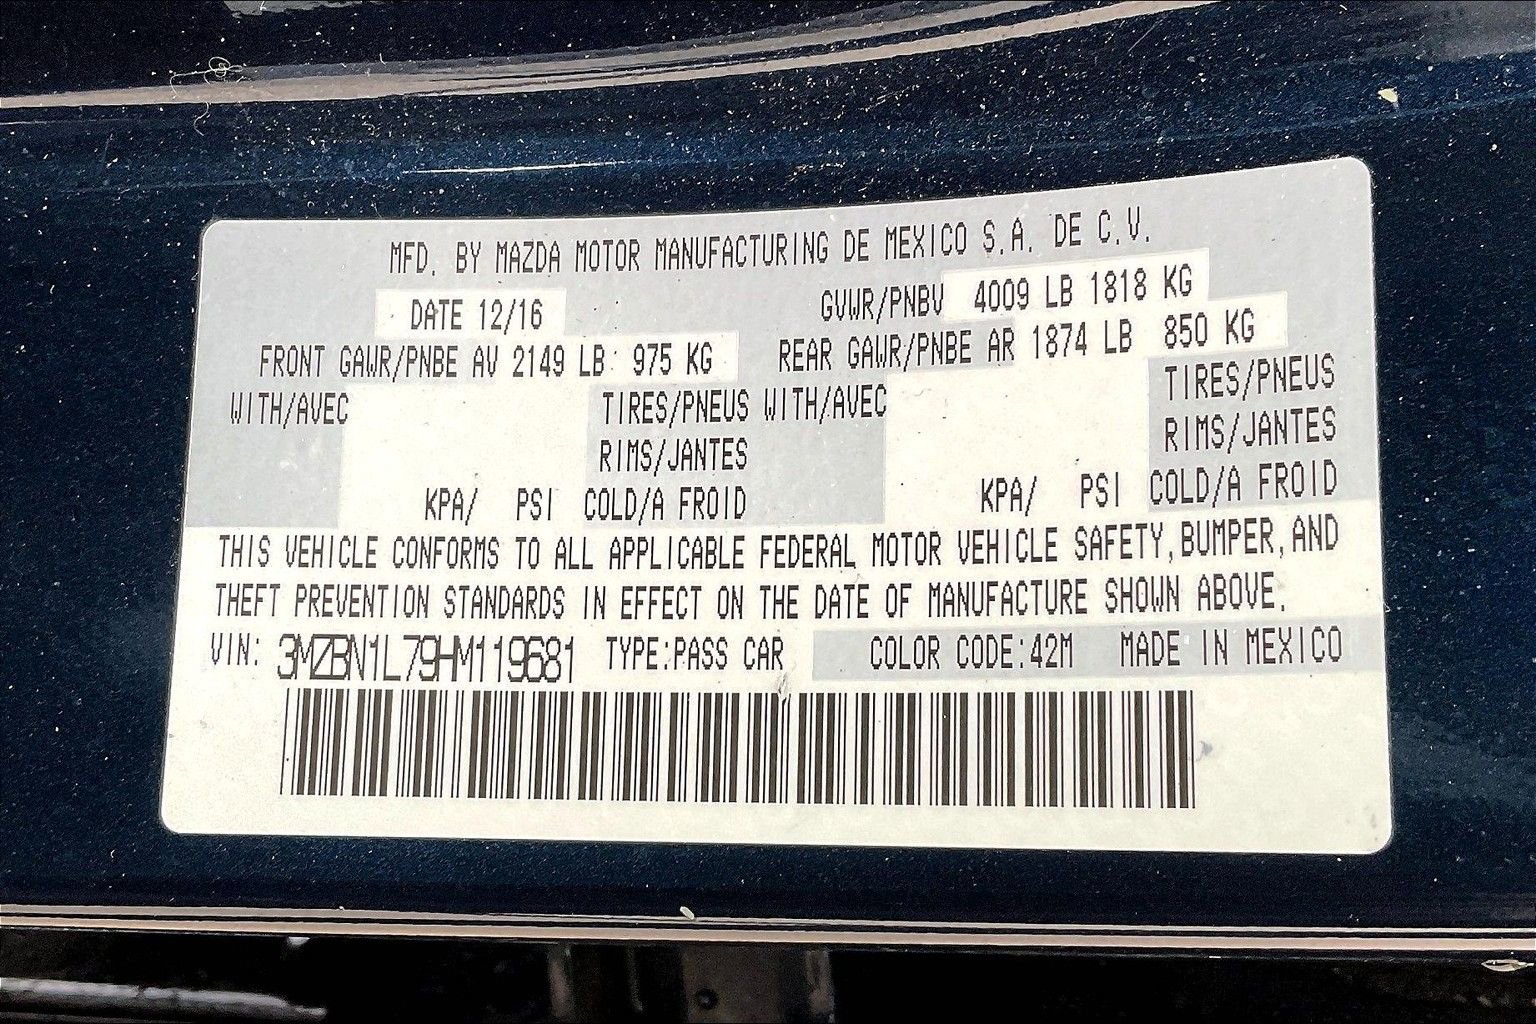 MFD. BY MAZDA MOTOR MANUFACTURING DE MEXICO S.A. DE C.V.
DATE 12/16 GVWR/PNBV 4009 LB 1818 KG
FRONT GAWR/PNBE AV 2149 LB 975 KG REAR GAWR/PNBE AR 1874 LB 850 KG
WITH/AVEC TIRES/PNEUS WITH/AVEC TIRES/PNEUS
RIMS/JANTES RIMS/JANTES
KPA/ PSI COLD/A FROID KPA/ PSI COLD/A FROID
THIS VEHICLE CONFORMS TO ALL APPLICABLE FEDERAL MOTOR VEHICLE SAFETY, BUMPER, AND
THEFT PREVENTION STANDARDS IN EFFECT ON THE DATE OF MANUFACTURE SHOWN ABOVE.
VIN: 3MZBN1L79HM119681 TYPE:PASS CAR COLOR CODE:42M MADE IN MEXICO